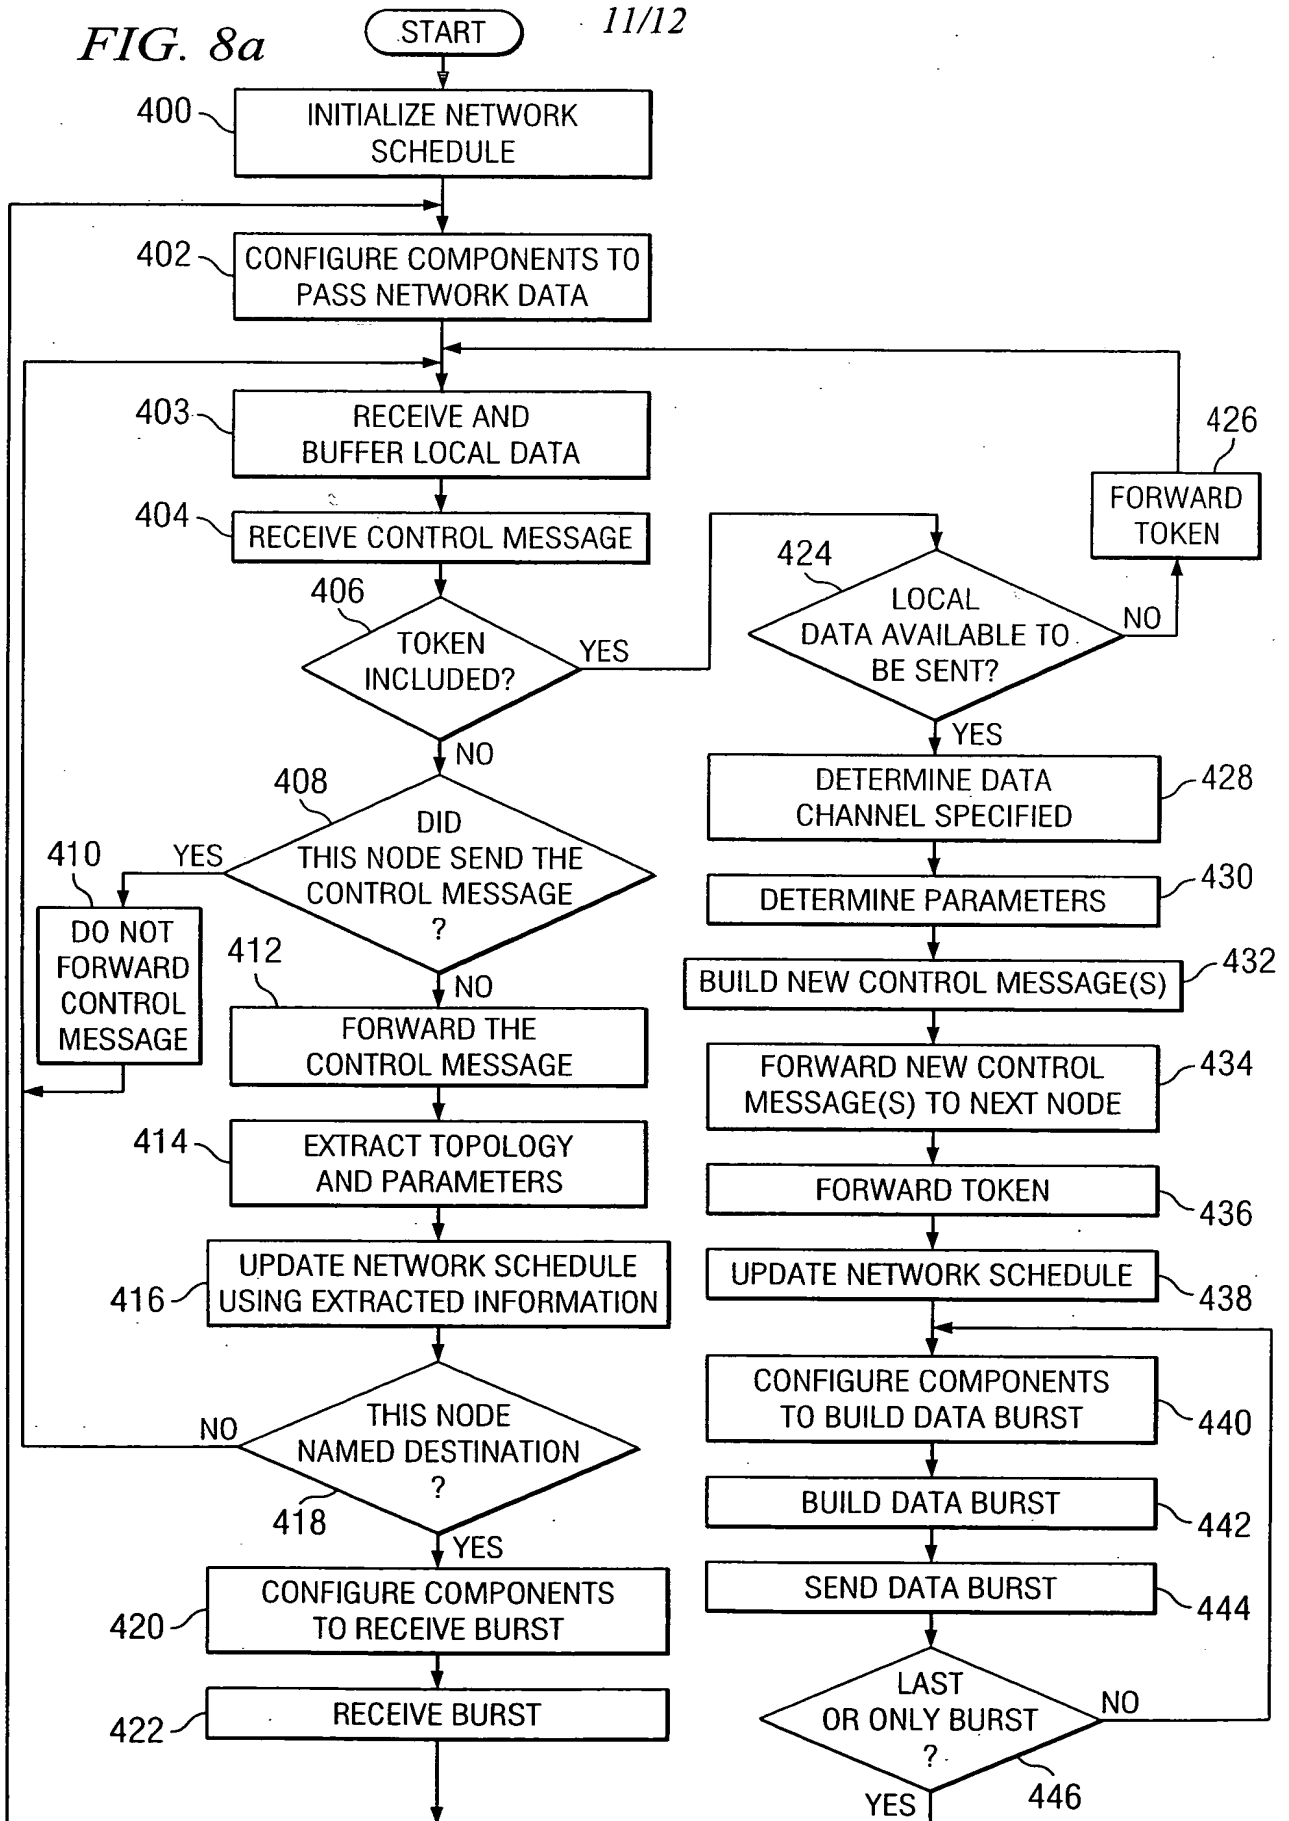 FIG. 8a
11/12
START
400
INITIALIZE NETWORK
SCHEDULE
402
CONFIGURE COMPONENTS TO
PASS NETWORK DATA
403
RECEIVE AND
BUFFER LOCAL DATA
404
RECEIVE CONTROL MESSAGE
406
TOKEN
INCLUDED?
YES
NO
408
DID
THIS NODE SEND THE
CONTROL MESSAGE
?
YES
NO
410
DO NOT
FORWARD
CONTROL
MESSAGE
412
FORWARD THE
CONTROL MESSAGE
414
EXTRACT TOPOLOGY
AND PARAMETERS
416
UPDATE NETWORK SCHEDULE
USING EXTRACTED INFORMATION
THIS NODE
NAMED DESTINATION
?
NO
418
YES
420
CONFIGURE COMPONENTS
TO RECEIVE BURST
422
RECEIVE BURST
424
LOCAL
DATA AVAILABLE TO
BE SENT?
NO
426
FORWARD
TOKEN
YES
DETERMINE DATA
CHANNEL SPECIFIED
428
DETERMINE PARAMETERS
430
BUILD NEW CONTROL MESSAGE(S)
432
FORWARD NEW CONTROL
MESSAGE(S) TO NEXT NODE
434
FORWARD TOKEN
436
UPDATE NETWORK SCHEDULE
438
CONFIGURE COMPONENTS
TO BUILD DATA BURST
440
BUILD DATA BURST
442
SEND DATA BURST
444
LAST
OR ONLY BURST
?
NO
446
YES